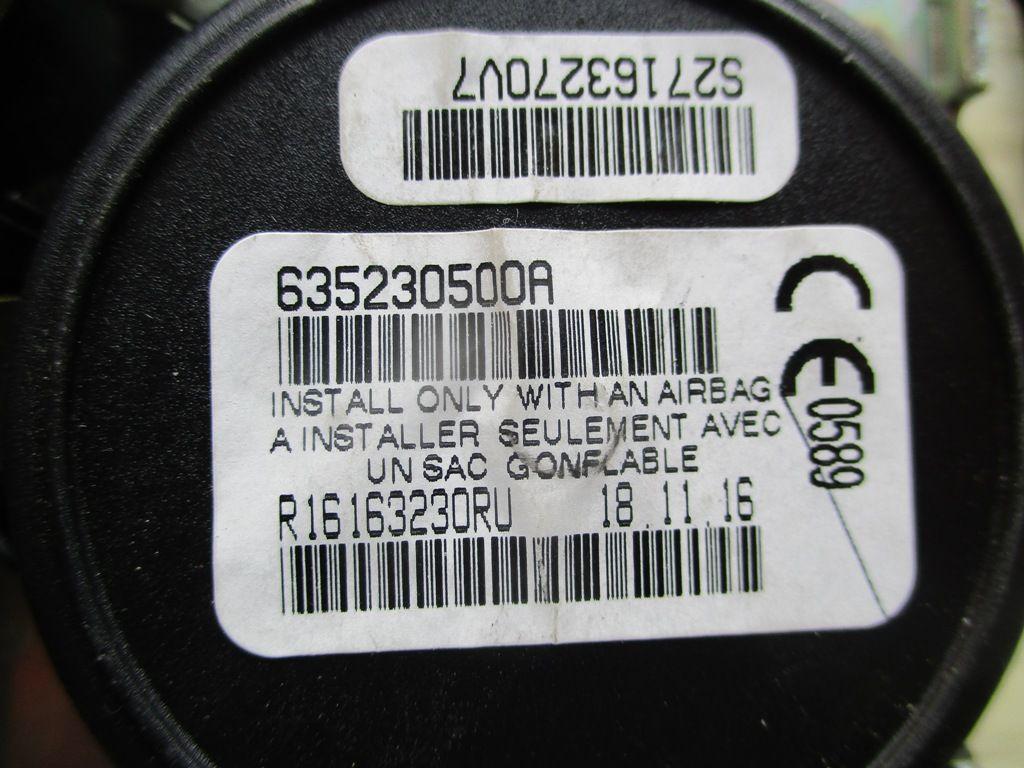 S27163270V7
635230500A
INSTALL ONLY WITH AN AIRBAG
A INSTALLER SEULEMENT AVEC
UN SAC GONFLABLE
R16163230RU 18.11.16
CE 0589